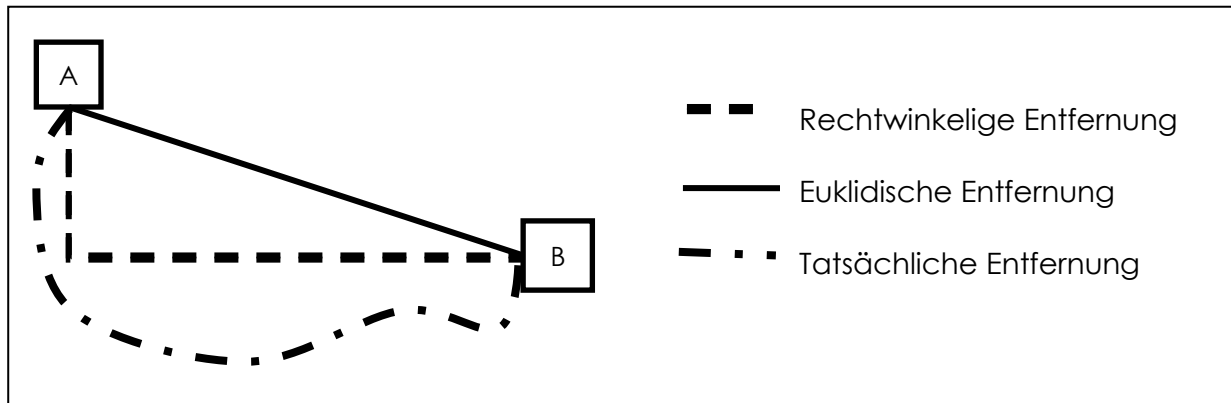 A
Rechtwinkelige Entfernung
Euklidische Entfernung
B
Tatsächliche Entfernung